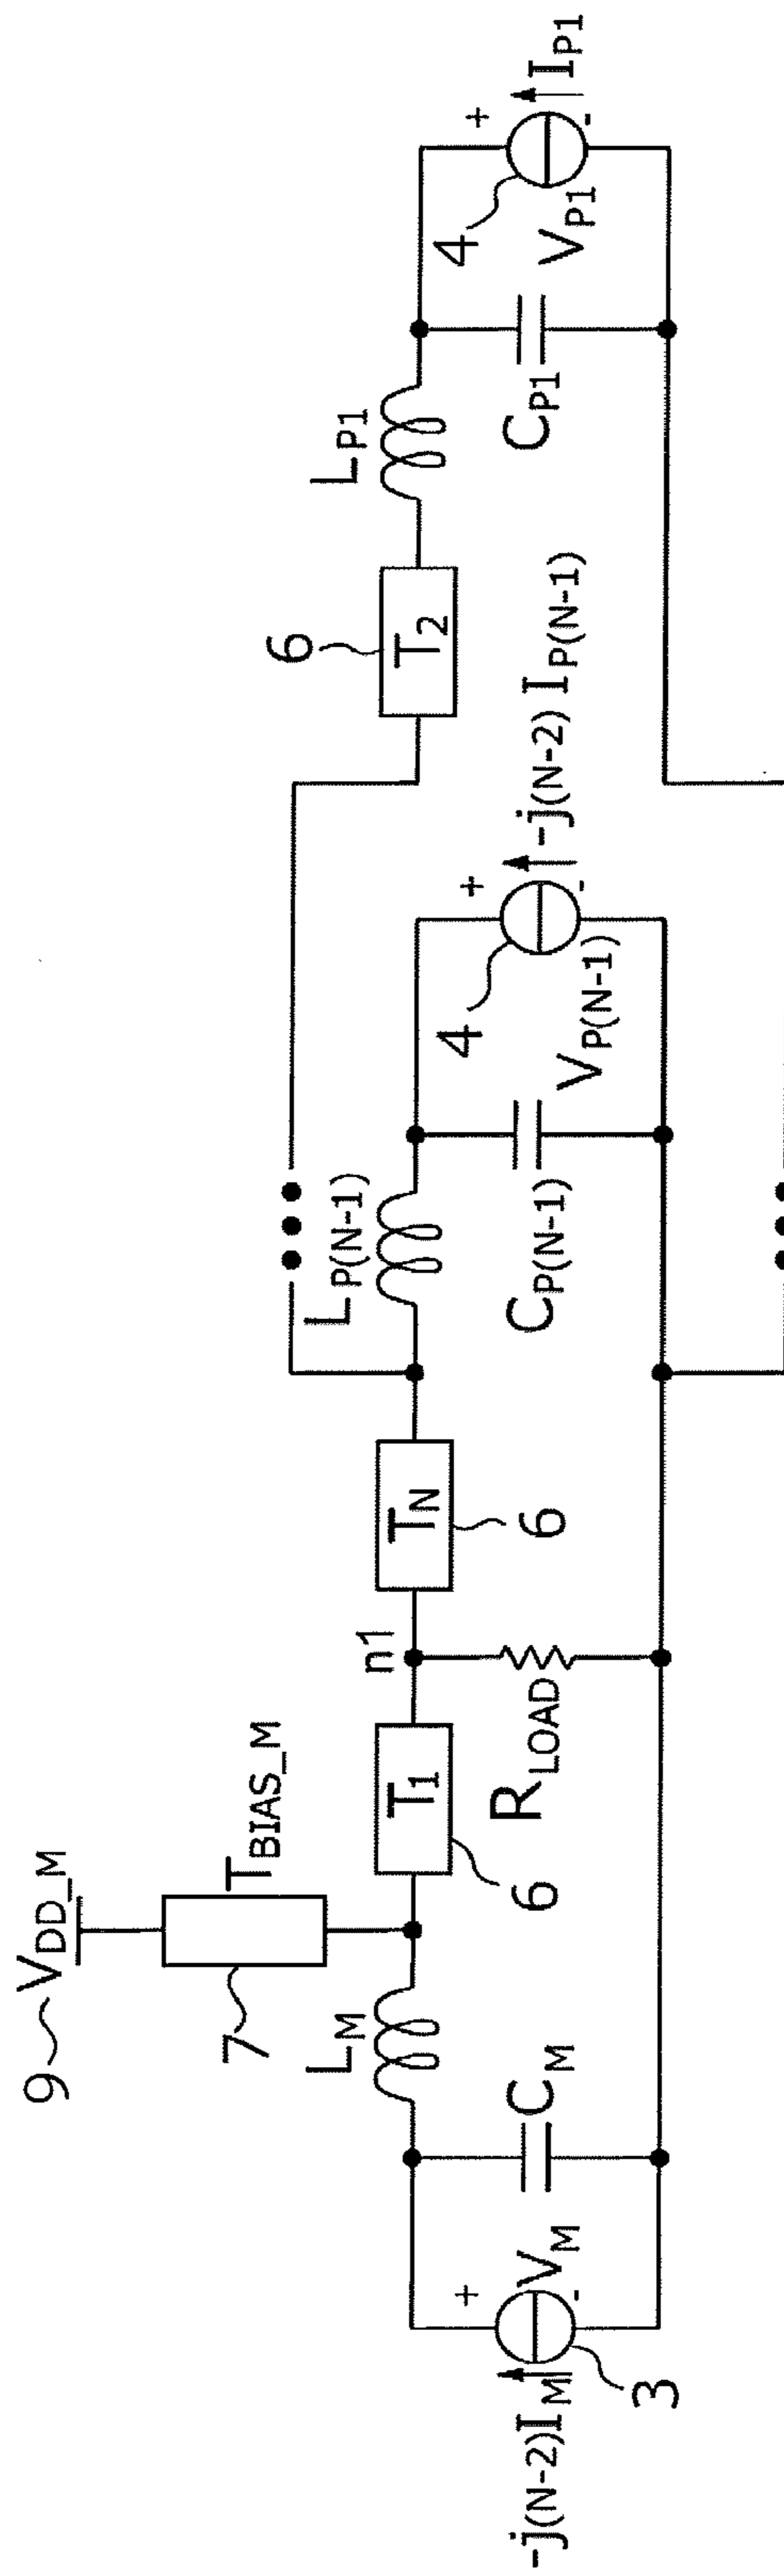 9
V_DD_M
7
T_BIAS_M
-j(N-2)I_M
3
V_M
C_M
L_M
T_1
6
R_LOAD
n1
T_N
6
L_P(N-1)
C_P(N-1)
V_P(N-1)
4
-j(N-2) I_P(N-1)
6
T_2
L_P1
C_P1
V_P1
4
I_P1
+
-
+
-
+
-